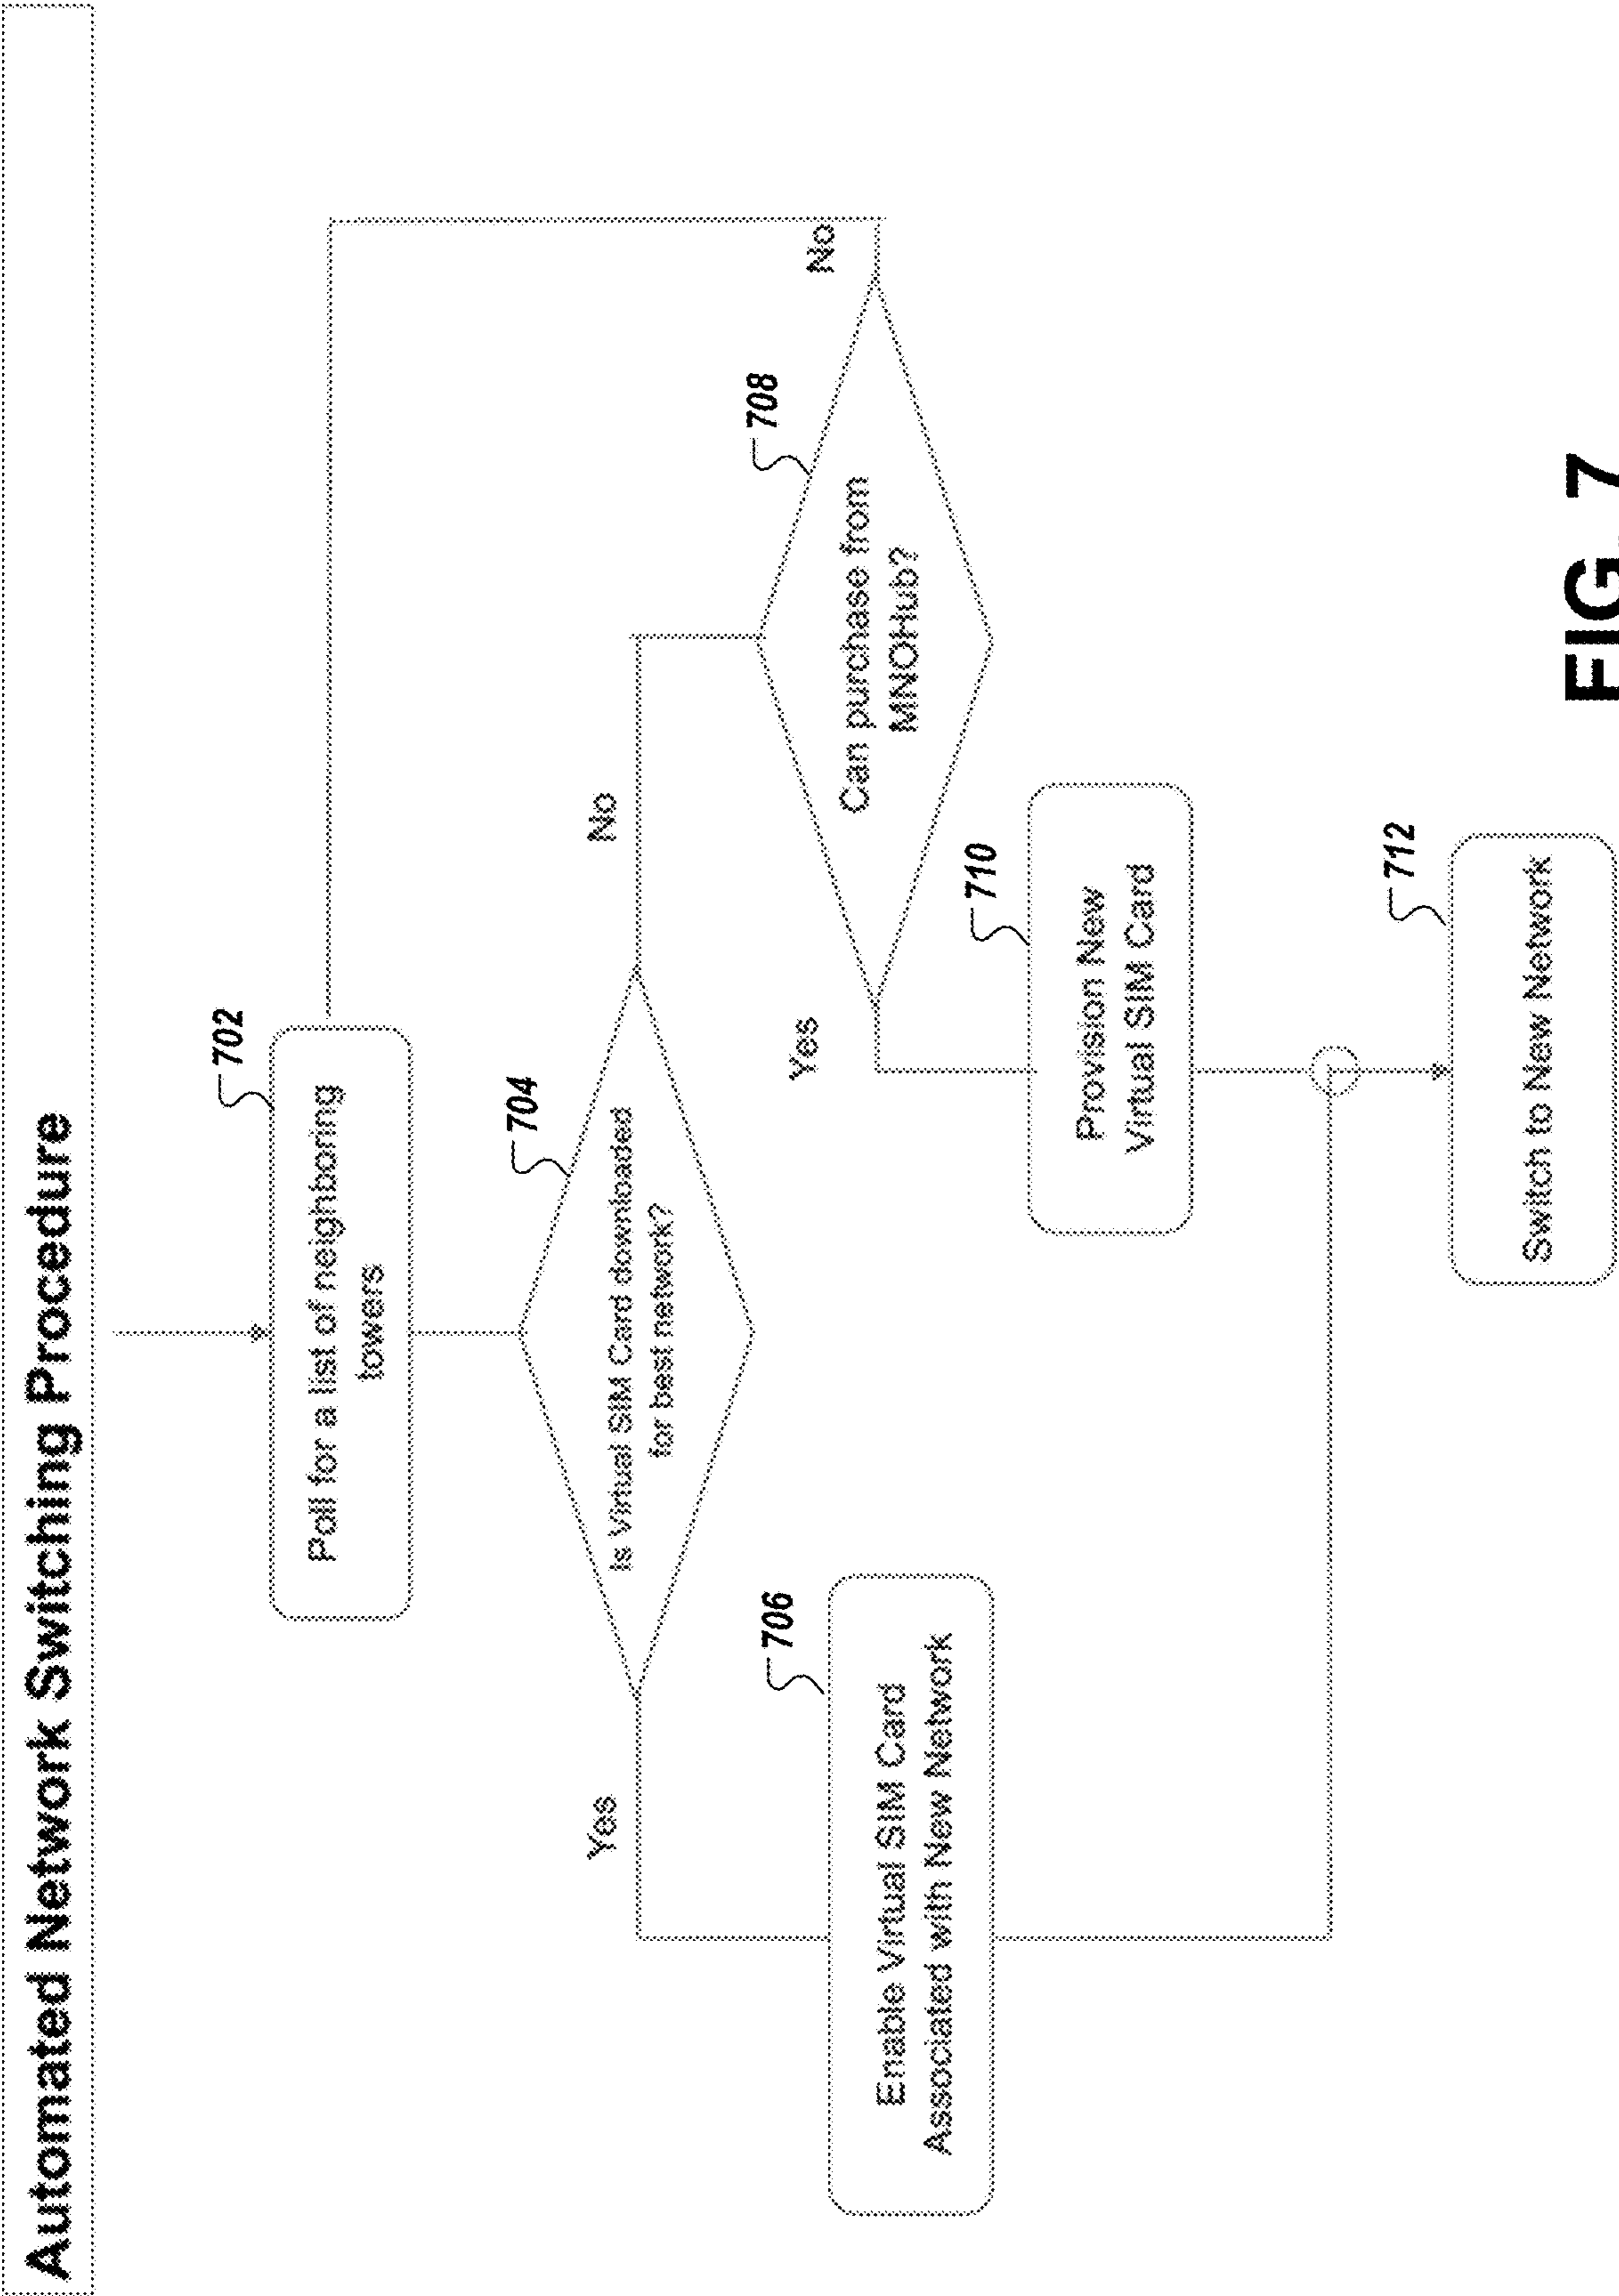 Automated Network Switching Procedure
702
Poll for a list of neighboring
towers
704
Is Virtual SIM Card downloaded
for best network?
Yes
No
706
Enable Virtual SIM Card
Associated with New Network
708
Can purchase from
MNOHub?
Yes
No
710
Provision New
Virtual SIM Card
712
Switch to New Network
FIG. 7